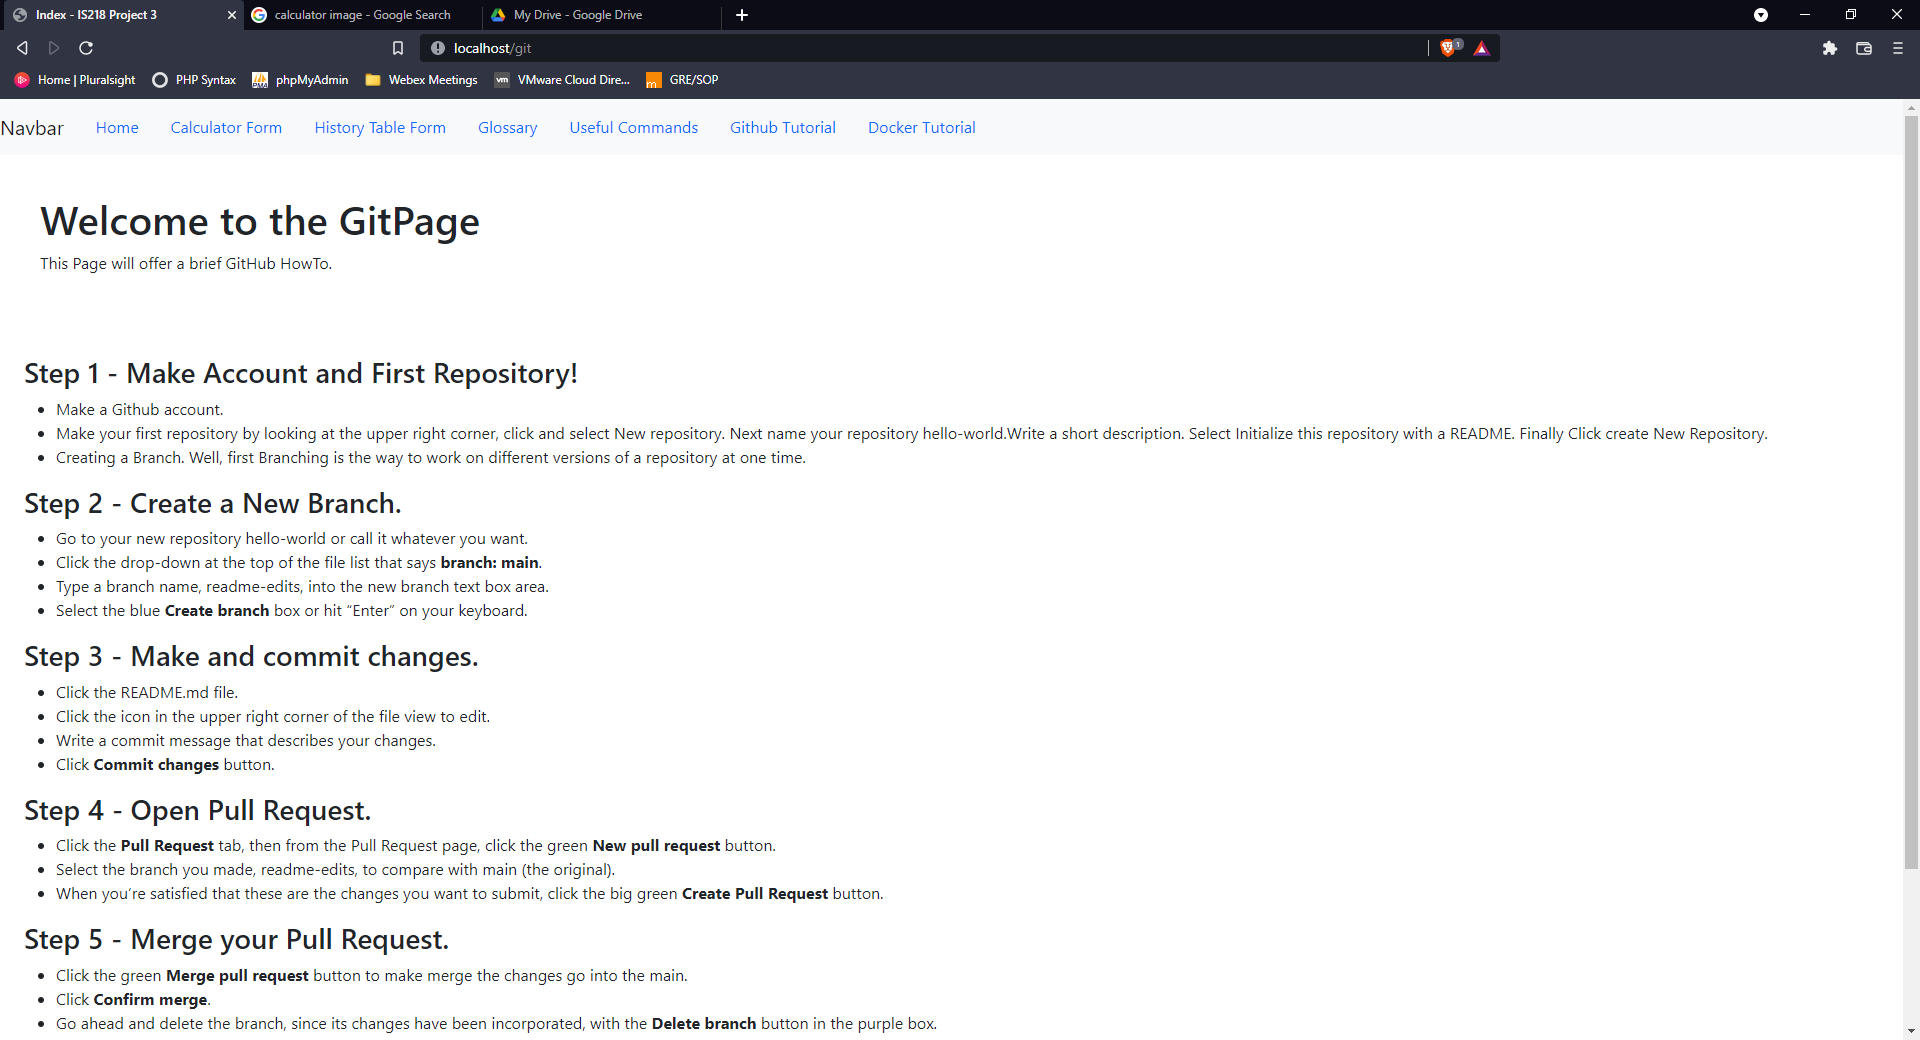 Index - IS218 Project 3
calculator image - Google Search
My Drive - Google Drive
localhost/git
1
Home | Pluralsight
PHP Syntax
PMA
phpMyAdmin
Webex Meetings
vm
VMware Cloud Dire...
m
GRE/SOP
Navbar
Home
Calculator Form
History Table Form
Glossary
Useful Commands
Github Tutorial
Docker Tutorial
Welcome to the GitPage
This Page will offer a brief GitHub HowTo.
Step 1 - Make Account and First Repository!
Make a Github account.
Make your first repository by looking at the upper right corner, click and select New repository. Next name your repository hello-world.Write a short description. Select Initialize this repository with a README. Finally Click create New Repository.
Creating a Branch. Well, first Branching is the way to work on different versions of a repository at one time.
Step 2 - Create a New Branch.
Go to your new repository hello-world or call it whatever you want.
Click the drop-down at the top of the file list that says branch: main.
Type a branch name, readme-edits, into the new branch text box area.
Select the blue Create branch box or hit “Enter” on your keyboard.
Step 3 - Make and commit changes.
Click the README.md file.
Click the icon in the upper right corner of the file view to edit.
Write a commit message that describes your changes.
Click Commit changes button.
Step 4 - Open Pull Request.
Click the Pull Request tab, then from the Pull Request page, click the green New pull request button.
Select the branch you made, readme-edits, to compare with main (the original).
When you’re satisfied that these are the changes you want to submit, click the big green Create Pull Request button.
Step 5 - Merge your Pull Request.
Click the green Merge pull request button to make merge the changes go into the main.
Click Confirm merge.
Go ahead and delete the branch, since its changes have been incorporated, with the Delete branch button in the purple box.